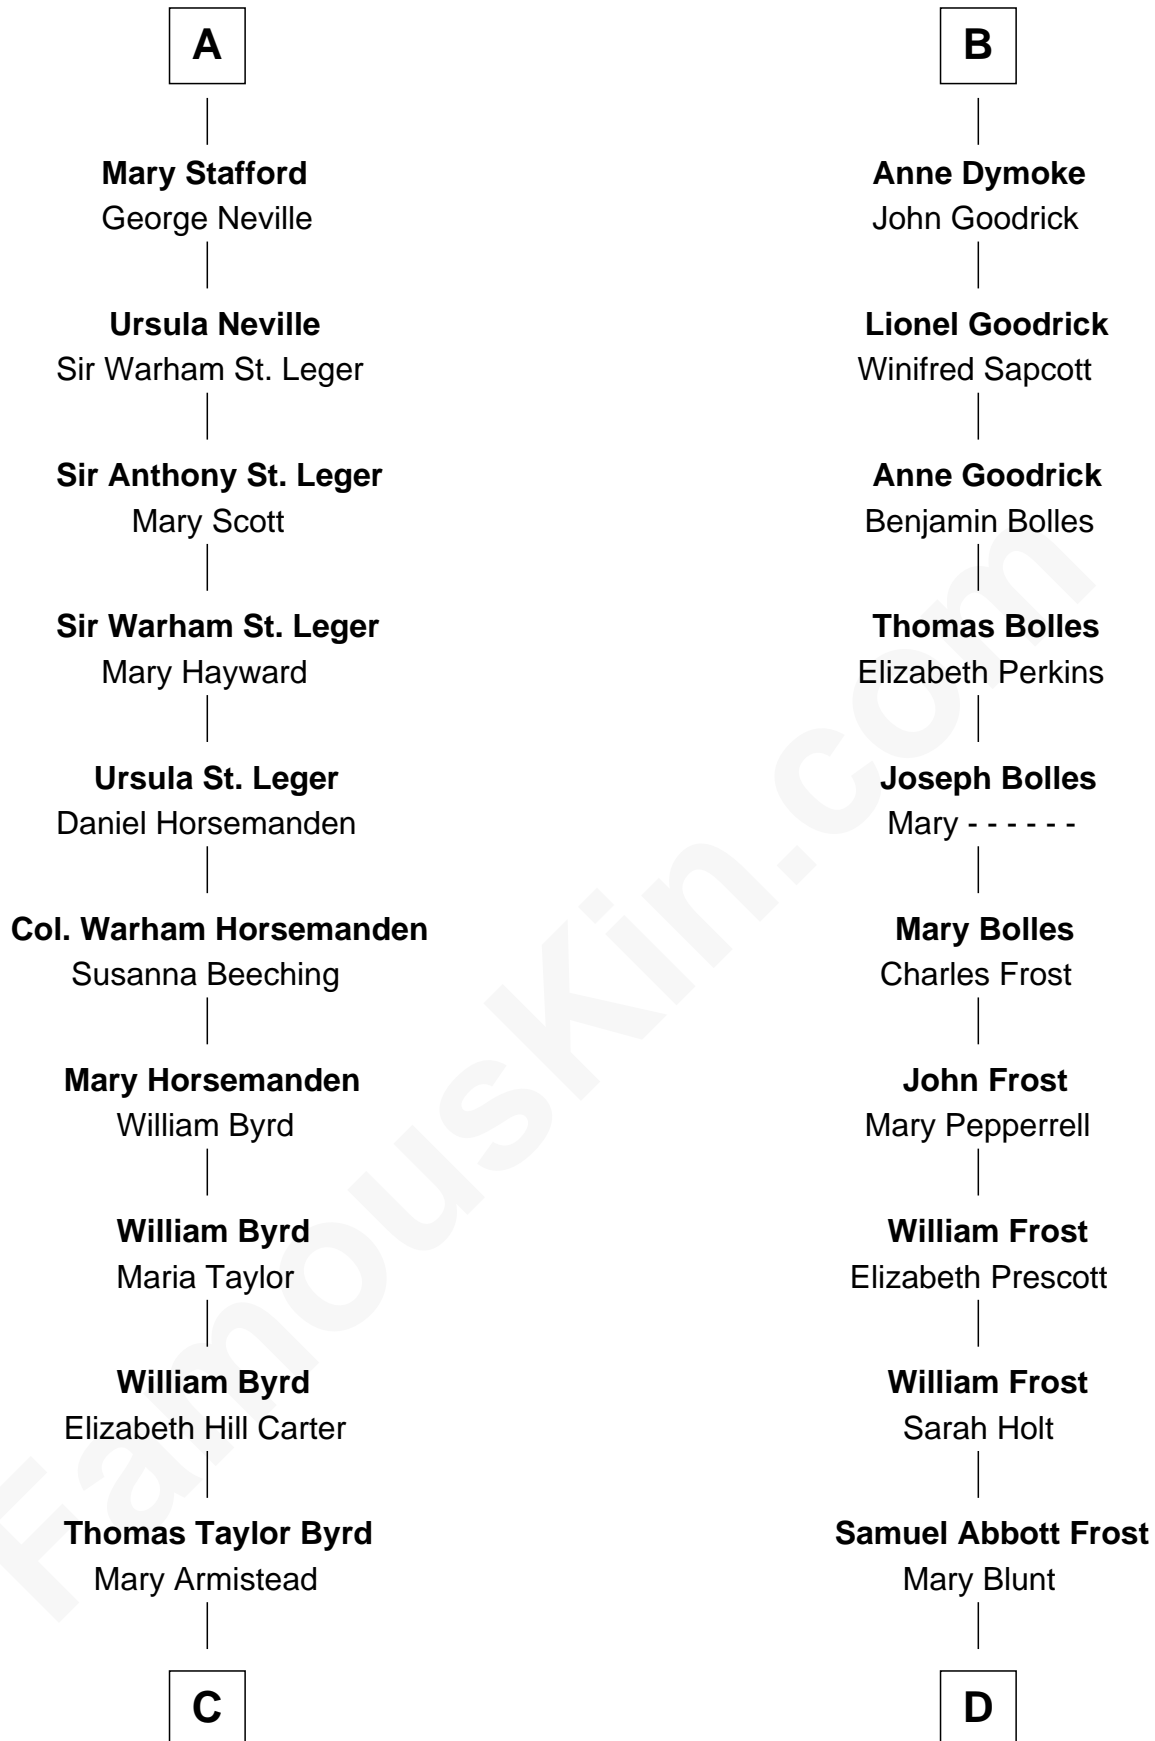 A
Mary Stafford
George Neville
Ursula Neville
Sir Warham St. Leger
Sir Anthony St. Leger
Mary Scott
Sir Warham St. Leger
Mary Hayward
Ursula St. Leger
Daniel Horsemanden
Col. Warham Horsemanden
Susanna Beeching
Mary Horsemanden
William Byrd
William Byrd
Maria Taylor
William Byrd
Elizabeth Hill Carter
Thomas Taylor Byrd
Mary Armistead
C
B
Anne Dymoke
John Goodrick
Lionel Goodrick
Winifred Sapcott
Anne Goodrick
Benjamin Bolles
Thomas Bolles
Elizabeth Perkins
Joseph Bolles
Mary - - - - - -
Mary Bolles
Charles Frost
John Frost
Mary Pepperrell
William Frost
Elizabeth Prescott
William Frost
Sarah Holt
Samuel Abbott Frost
Mary Blunt
D
FamousKin.com